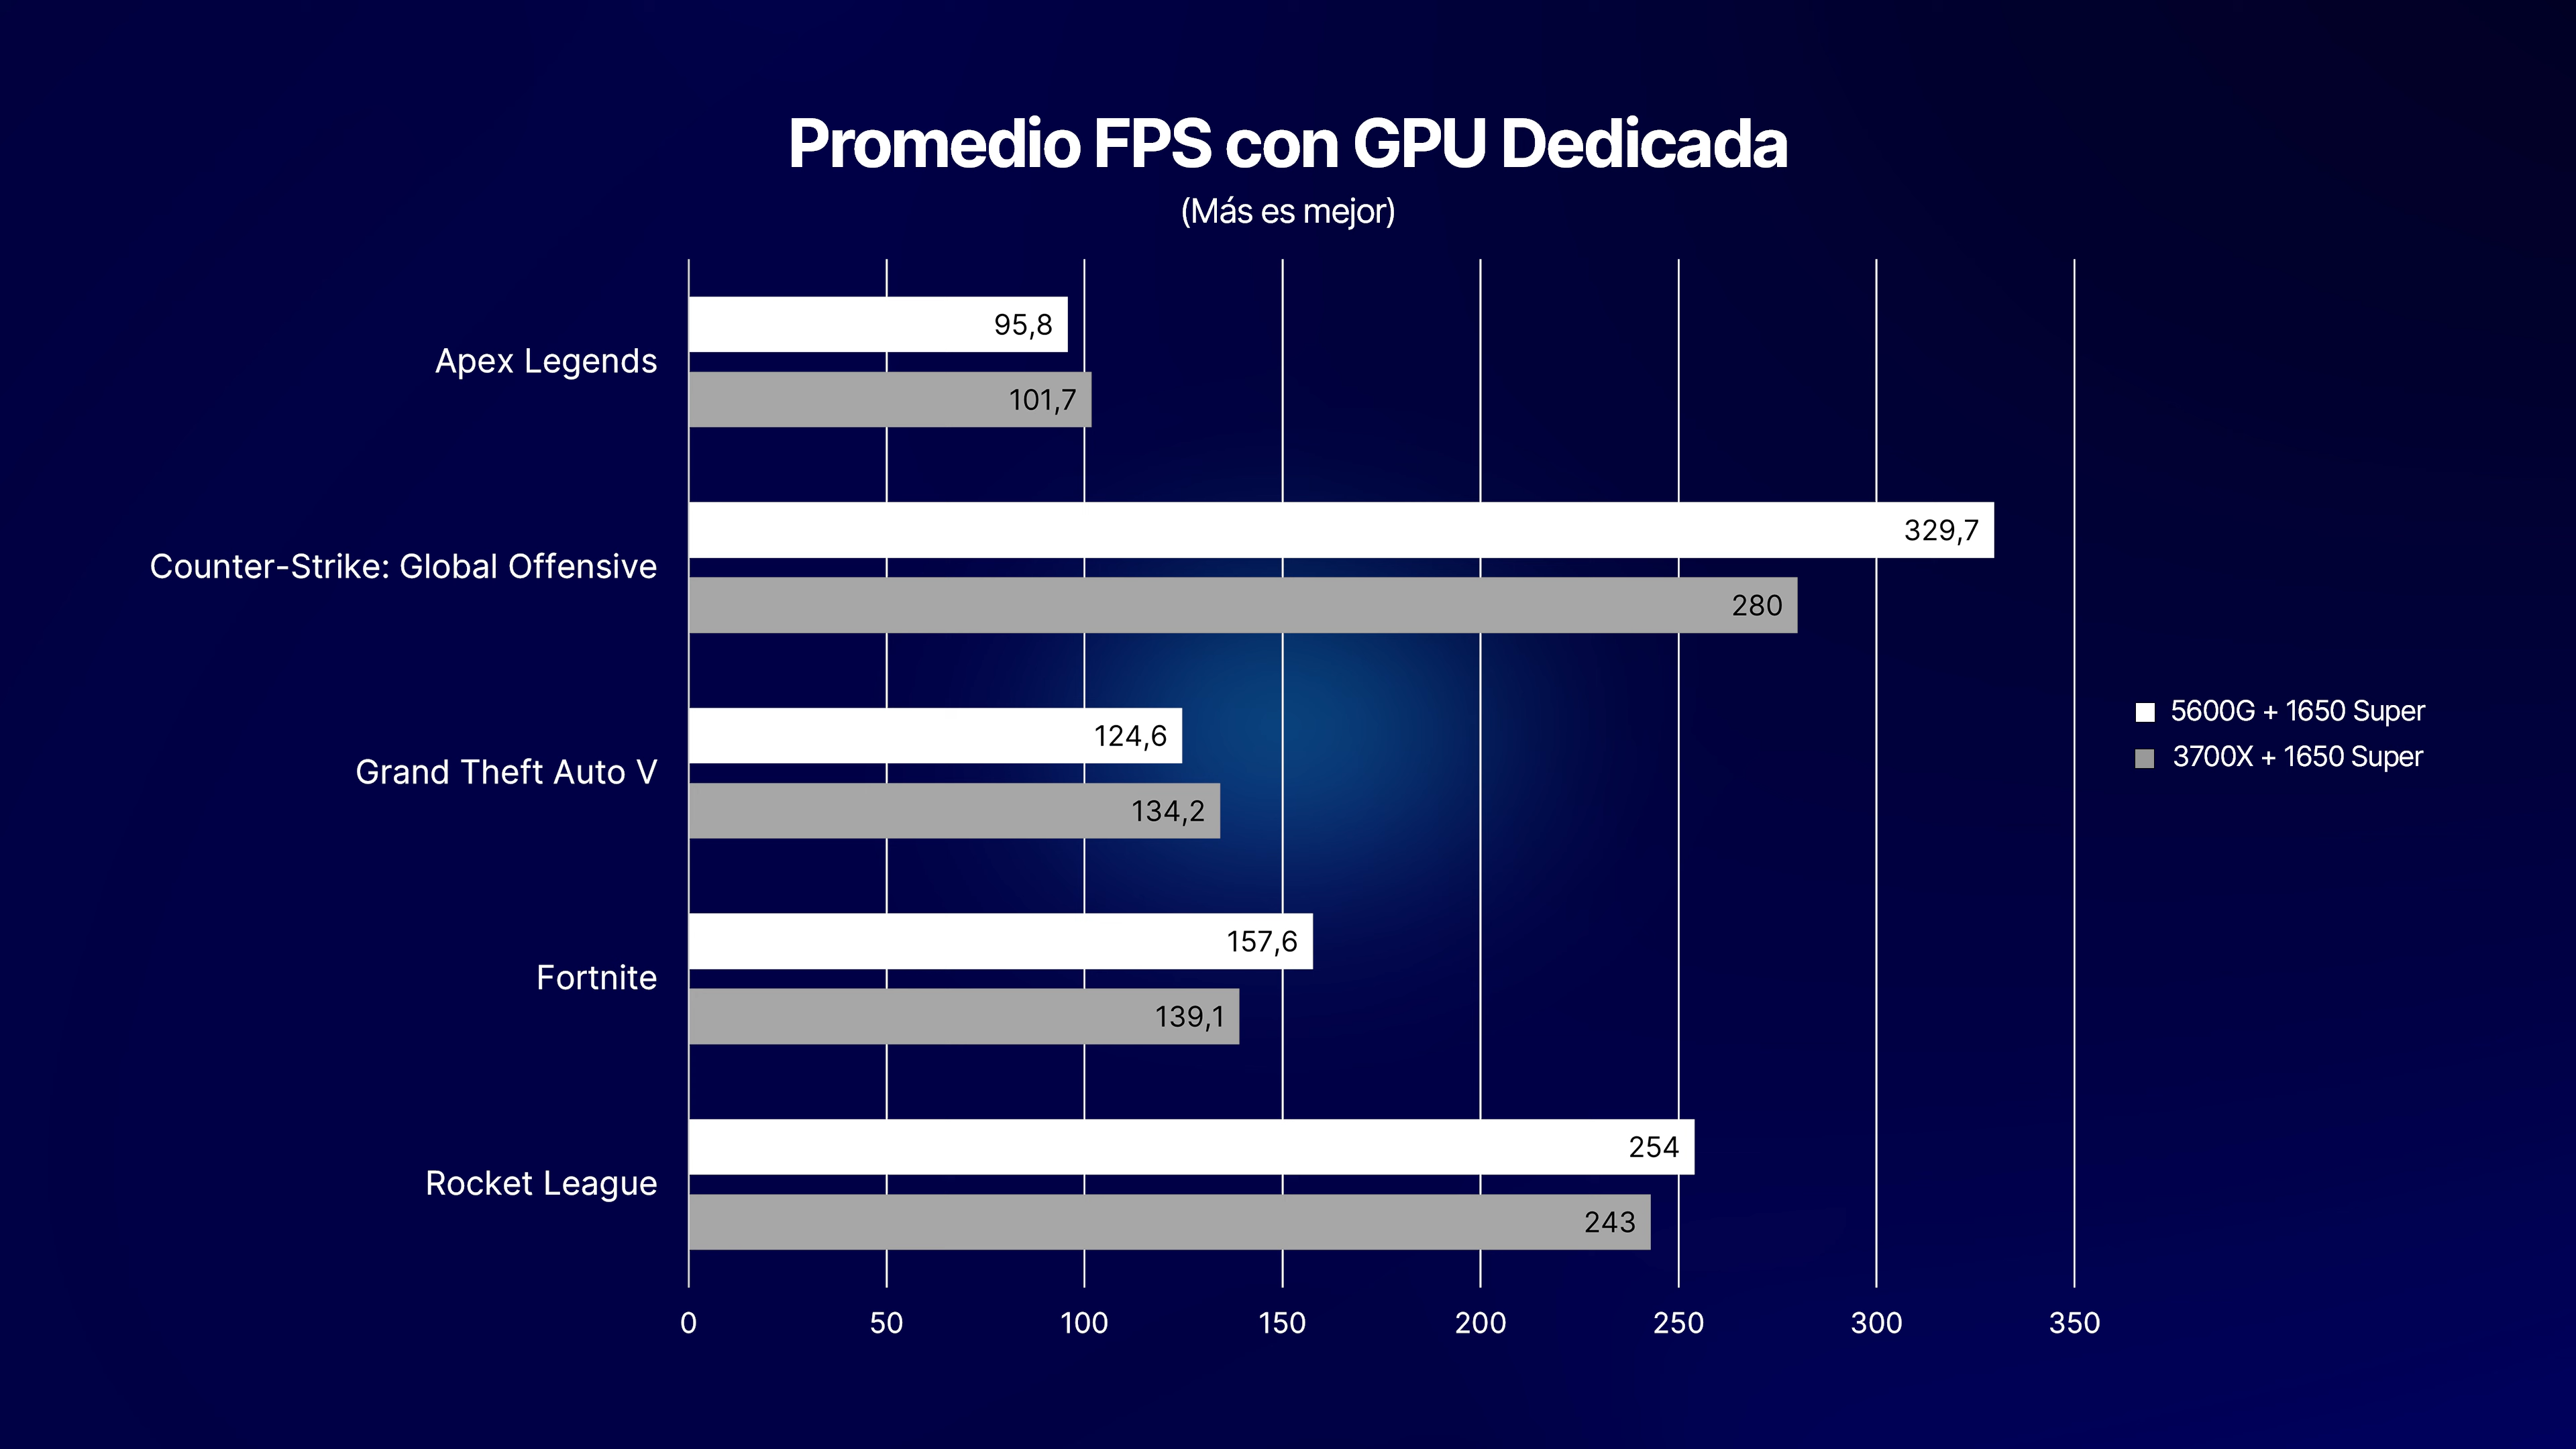 Promedio FPS con GPU Dedicada
(Más es mejor)
Apex Legends
95,8
101,7
Counter-Strike: Global Offensive
329,7
280
Grand Theft Auto V
124,6
134,2
Fortnite
157,6
139,1
Rocket League
254
243
0 50 100 150 200 250 300 350
5600G + 1650 Super
3700X + 1650 Super